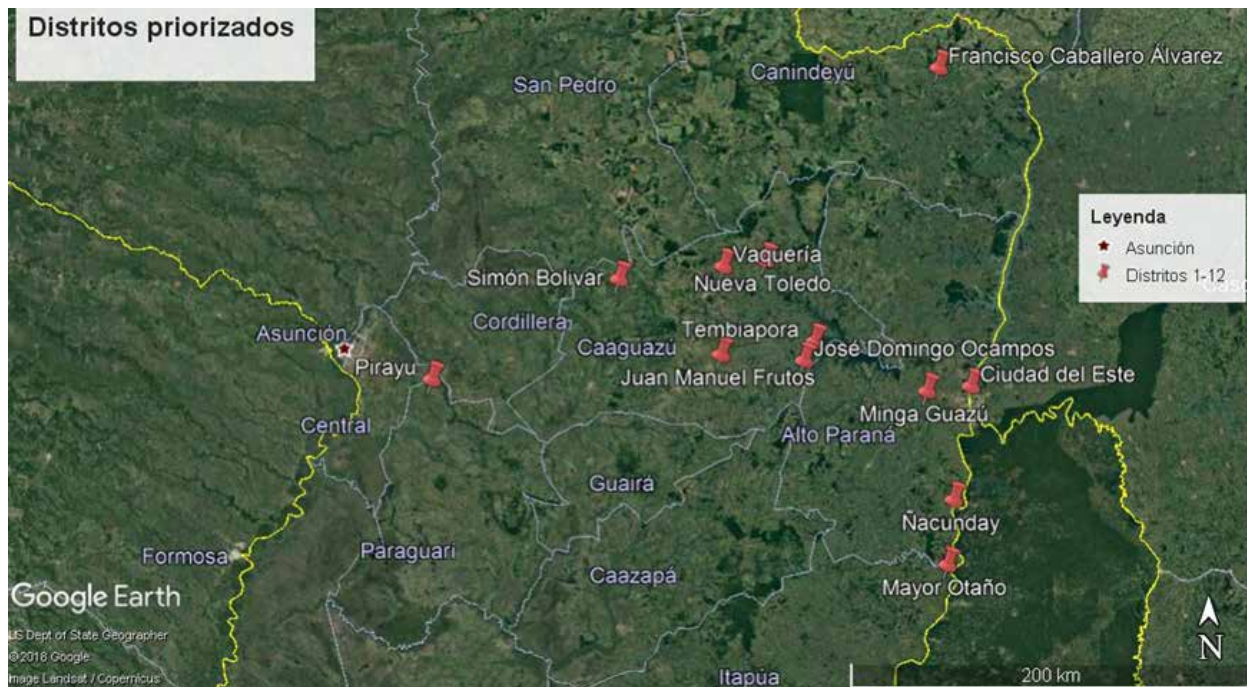 Distritos priorizados
Francisco Caballero Álvarez
Canindeyú
San Pedro
Leyenda
Asunción
Distritos 1-12
Vaquería
Simón Bolivar
Nueva Toledo
Cordillera
Tembiapora
Asunción
Caaguazú
José Domingo Ocampos
Pirayu
Juan Manuel Frutos
Ciudad del Este
Minga Guazú
Central
Alto Paraná
Guairá
Ñacunday
Formosa
Paraguarí
Caazapá
Mayor Otaño
Google Earth
US Dept of State Geographer
©2018 Google
Image Landsat / Copernicus
N
200 km
Itapúa